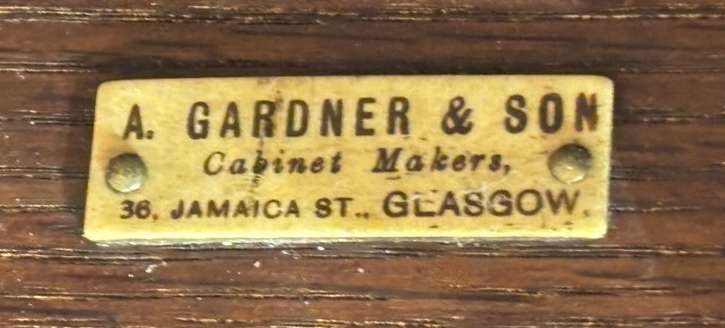 A. GARDNER & SON
Cabinet Makers,
36, JAMAICA ST., GLASGOW.